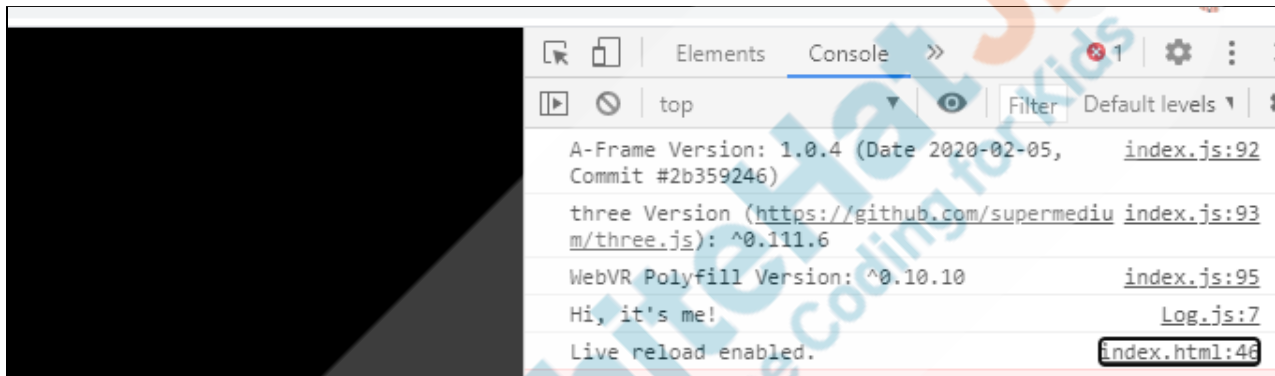 Elements Console » 1
top Filter Default levels
A-Frame Version: 1.0.4 (Date 2020-02-05, index.js:92
Commit #2b359246)
three Version (https://github.com/supermediu index.js:93
m/three.js): ^0.111.6
WebVR Polyfill Version: ^0.10.10 index.js:95
Hi, it's me! Log.js:7
Live reload enabled. index.html:46